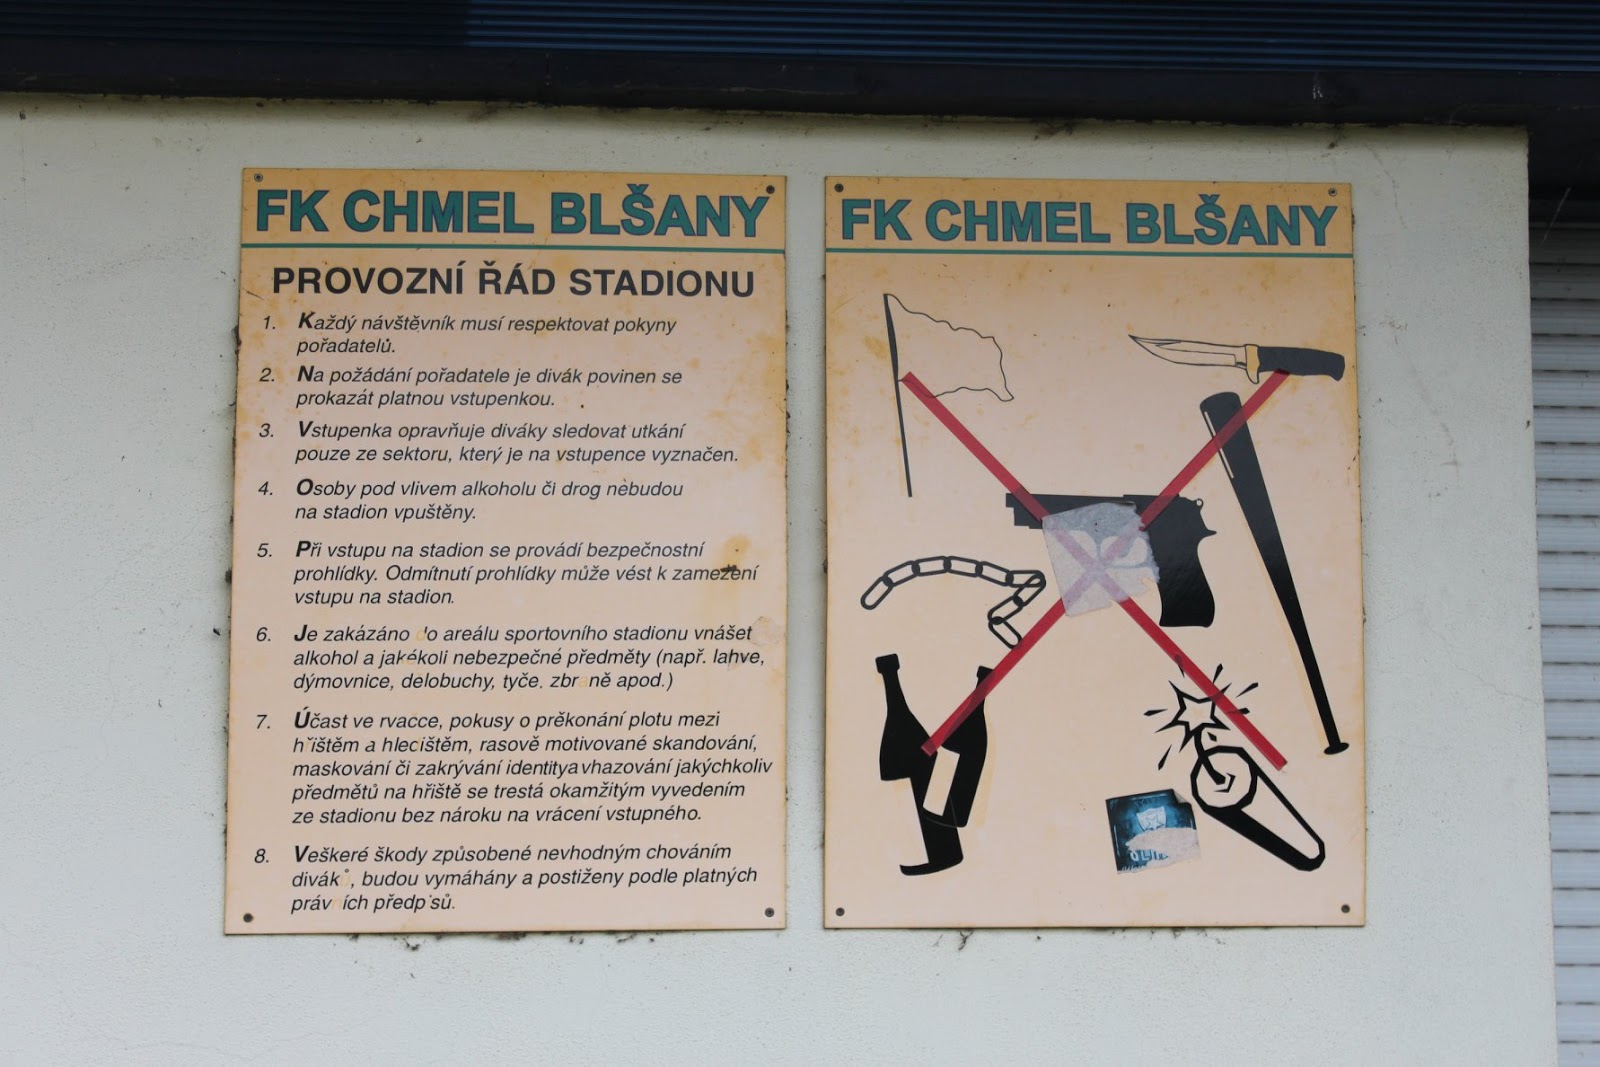 FK CHMEL BLŠANY
PROVOZNÍ ŘÁD STADIONU
1. Každý návštěvník musí respektovat pokyny
pořadatelů.
2. Na požádání pořadatele je divák povinen se
prokázat platnou vstupenkou.
3. Vstupenka opravňuje diváky sledovat utkání
pouze ze sektoru, který je na vstupence vyznačen.
4. Osoby pod vlivem alkoholu či drog nebudou
na stadion vpuštěny.
5. Při vstupu na stadion se provádí bezpečnostní
prohlídky. Odmítnutí prohlídky může vést k zamezení
vstupu na stadion.
6. Je zakázáno do areálu sportovního stadionu vnášet
alkohol a jakékoli nebezpečné předměty (např. lahve,
dýmovnice, delobuchy, tyče, zbraně apod.)
7. Účast ve rvacce, pokusy o prěkonání plotu mezi
hřištěm a hledištěm, rasově motivované skandování,
maskování či zakrývání identity a vhazování jakýchkoliv
předmětů na hřiště se trestá okamžitým vyvedením
ze stadionu bez nároku na vrácení vstupného.
8. Veškeré škody způsobené nevhodným chováním
diváků, budou vymáhány a postiženy podle platných
právních předpisů.
FK CHMEL BLŠANY